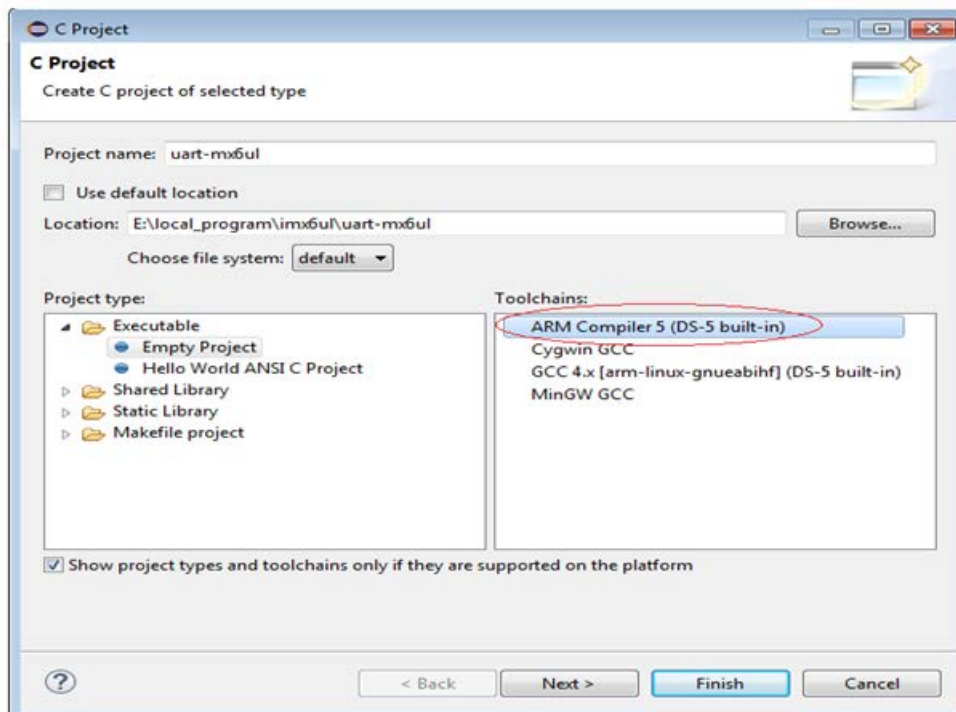 C Project
C Project
Create C project of selected type
Project name: uart-mx6ul
Use default location
Location: E:\local_program\imx6ul\uart-mx6ul
Browse...
Choose file system: default
Project type:
Executable
Empty Project
Hello World ANSI C Project
Shared Library
Static Library
Makefile project
Toolchains:
ARM Compiler 5 (DS-5 built-in)
Cygwin GCC
GCC 4.x [arm-linux-gnueabihf] (DS-5 built-in)
MinGW GCC
Show project types and toolchains only if they are supported on the platform
?
< Back
Next >
Finish
Cancel